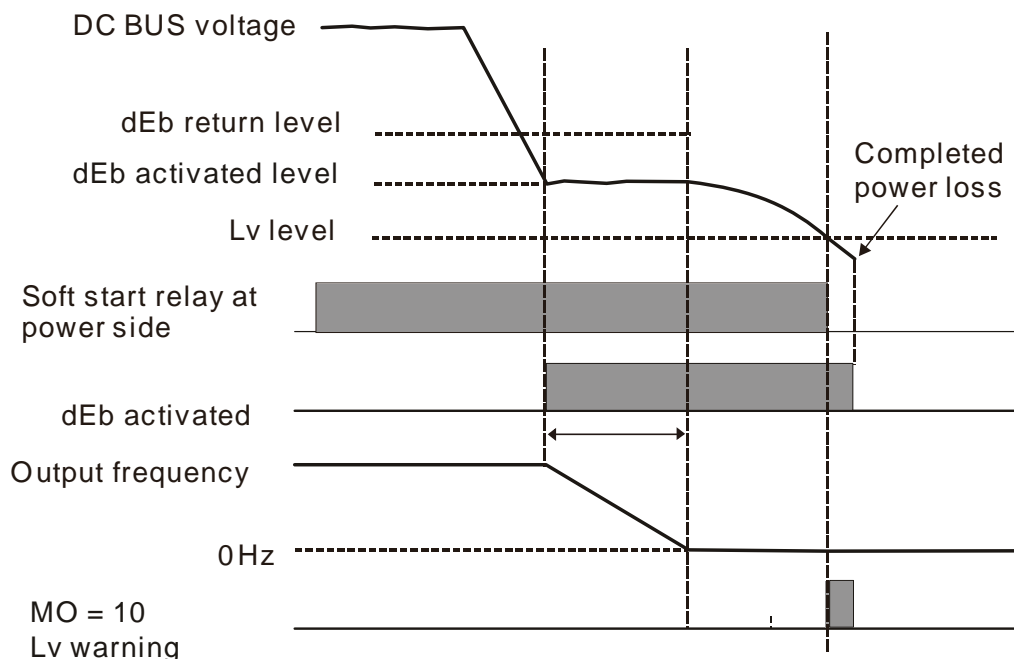 DC BUS voltage
dEb return level
dEb activated level
Completed
power loss
Lv level
Soft start relay at
power side
dEb activated
Output frequency
0Hz
MO = 10
Lv warning